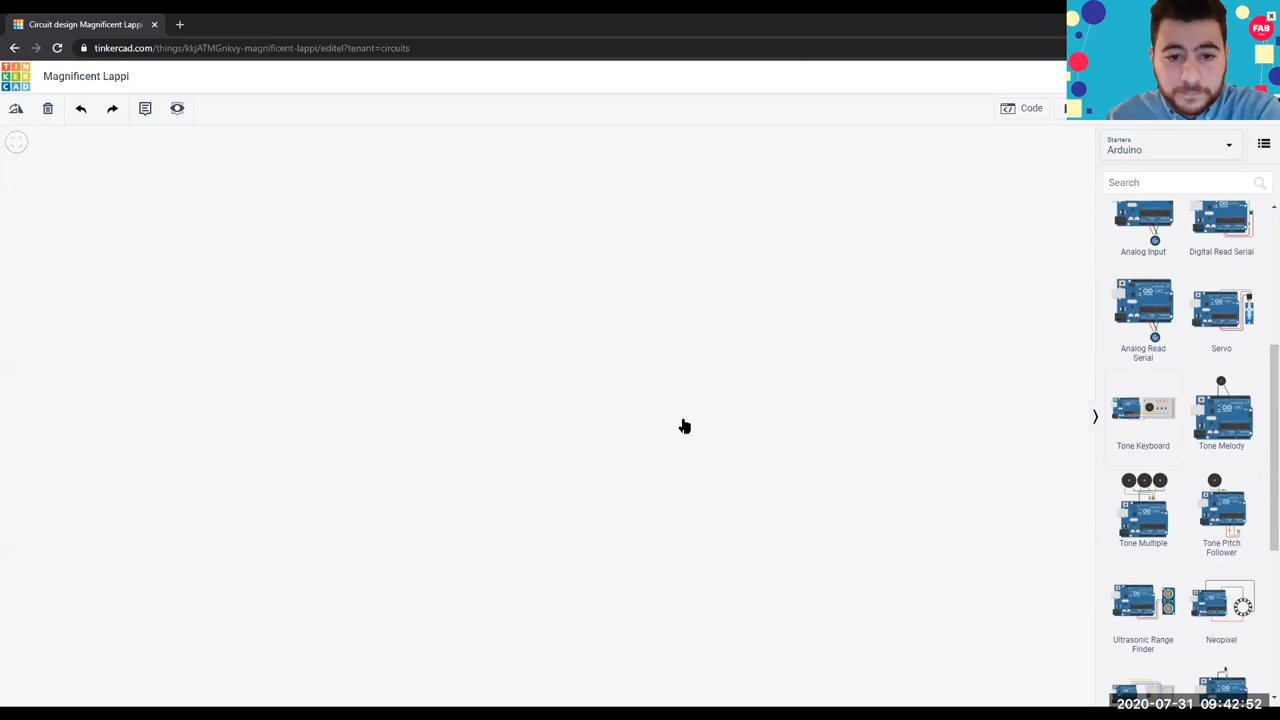 Circuit design Magnificent Lappi
tinkercad.com/things/kkjATMGnkvy-magnificent-lappi/editel?tenant=circuits
FAB
TIN
KER
CAD
Magnificent Lappi
Code
Starters
Arduino
Search
Analog Input
Digital Read Serial
Analog Read
Serial
Servo
Tone Keyboard
Tone Melody
Tone Multiple
Tone Pitch
Follower
Ultrasonic Range
Finder
Neopixel
2020-07-31 09:42:52